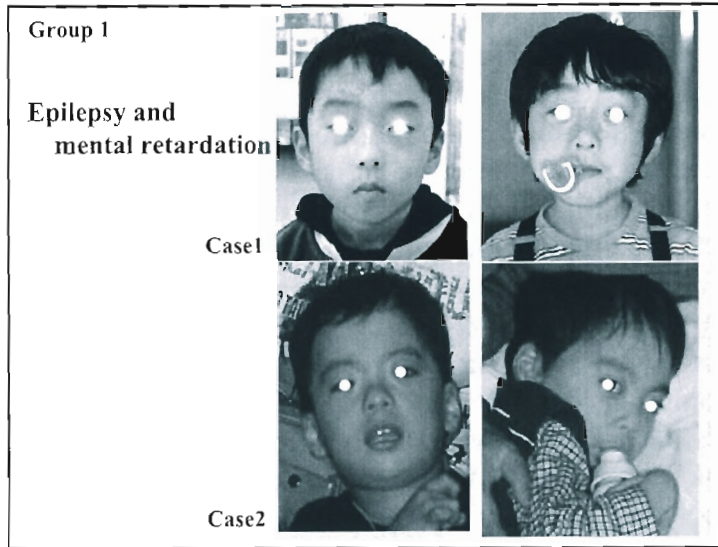 Group 1
Epilepsy and
mental retardation
Case1
Case2